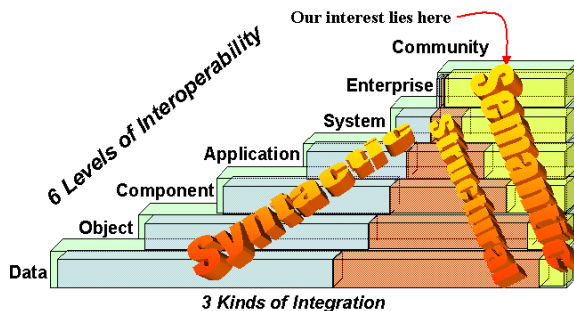 Our interest lies here
Community
Enterprise
System
Application
Component
Object
Data
6 Levels of Interoperability
Syntactic
Structural
Semantic
3 Kinds of Integration